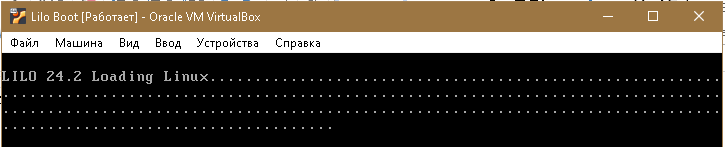 Lilo Boot [Работает] - Oracle VM VirtualBox
Файл Машина Вид Ввод Устройства Справка
LILO 24.2 Loading Linux.........................................................
................................................................................
................................................................................
.....................................